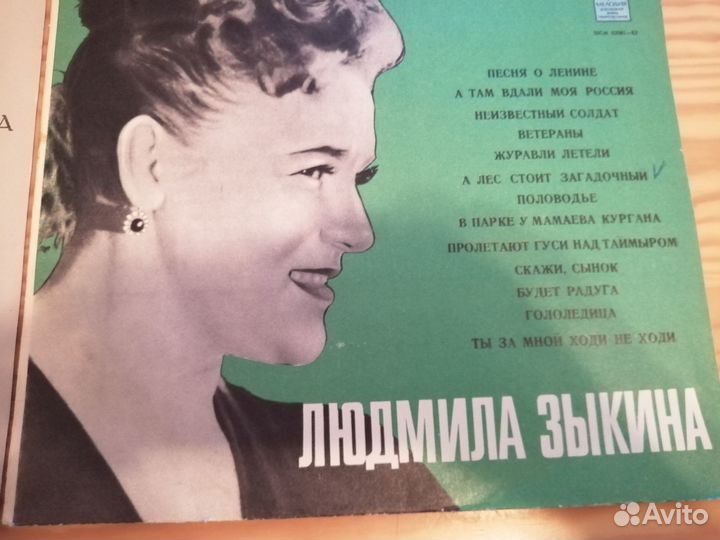 МЕЛОДИЯ
ПЕСНЯ О ЛЕНИНЕ
А ТАМ ВДАЛИ МОЯ РОССИЯ
НЕИЗВЕСТНЫЙ СОЛДАТ
ВЕТЕРАНЫ
ЖУРАВЛИ ЛЕТЕЛИ
А ЛЕС СТОИТ ЗАГАДОЧНЫЙ
ПОЛОВОДЬЕ
В ПАРКЕ У МАМАЕВА КУРГАНА
ПРОЛЕТАЮТ ГУСИ НАД ТАЙМЫРОМ
СКАЖИ, СЫНОК
БУДЕТ РАДУГА
ГОЛОЛЕДИЦА
ТЫ ЗА МНОЙ ХОДИ-НЕ ХОДИ
ЛЮДМИЛА ЗЫКИНА
А
Avito